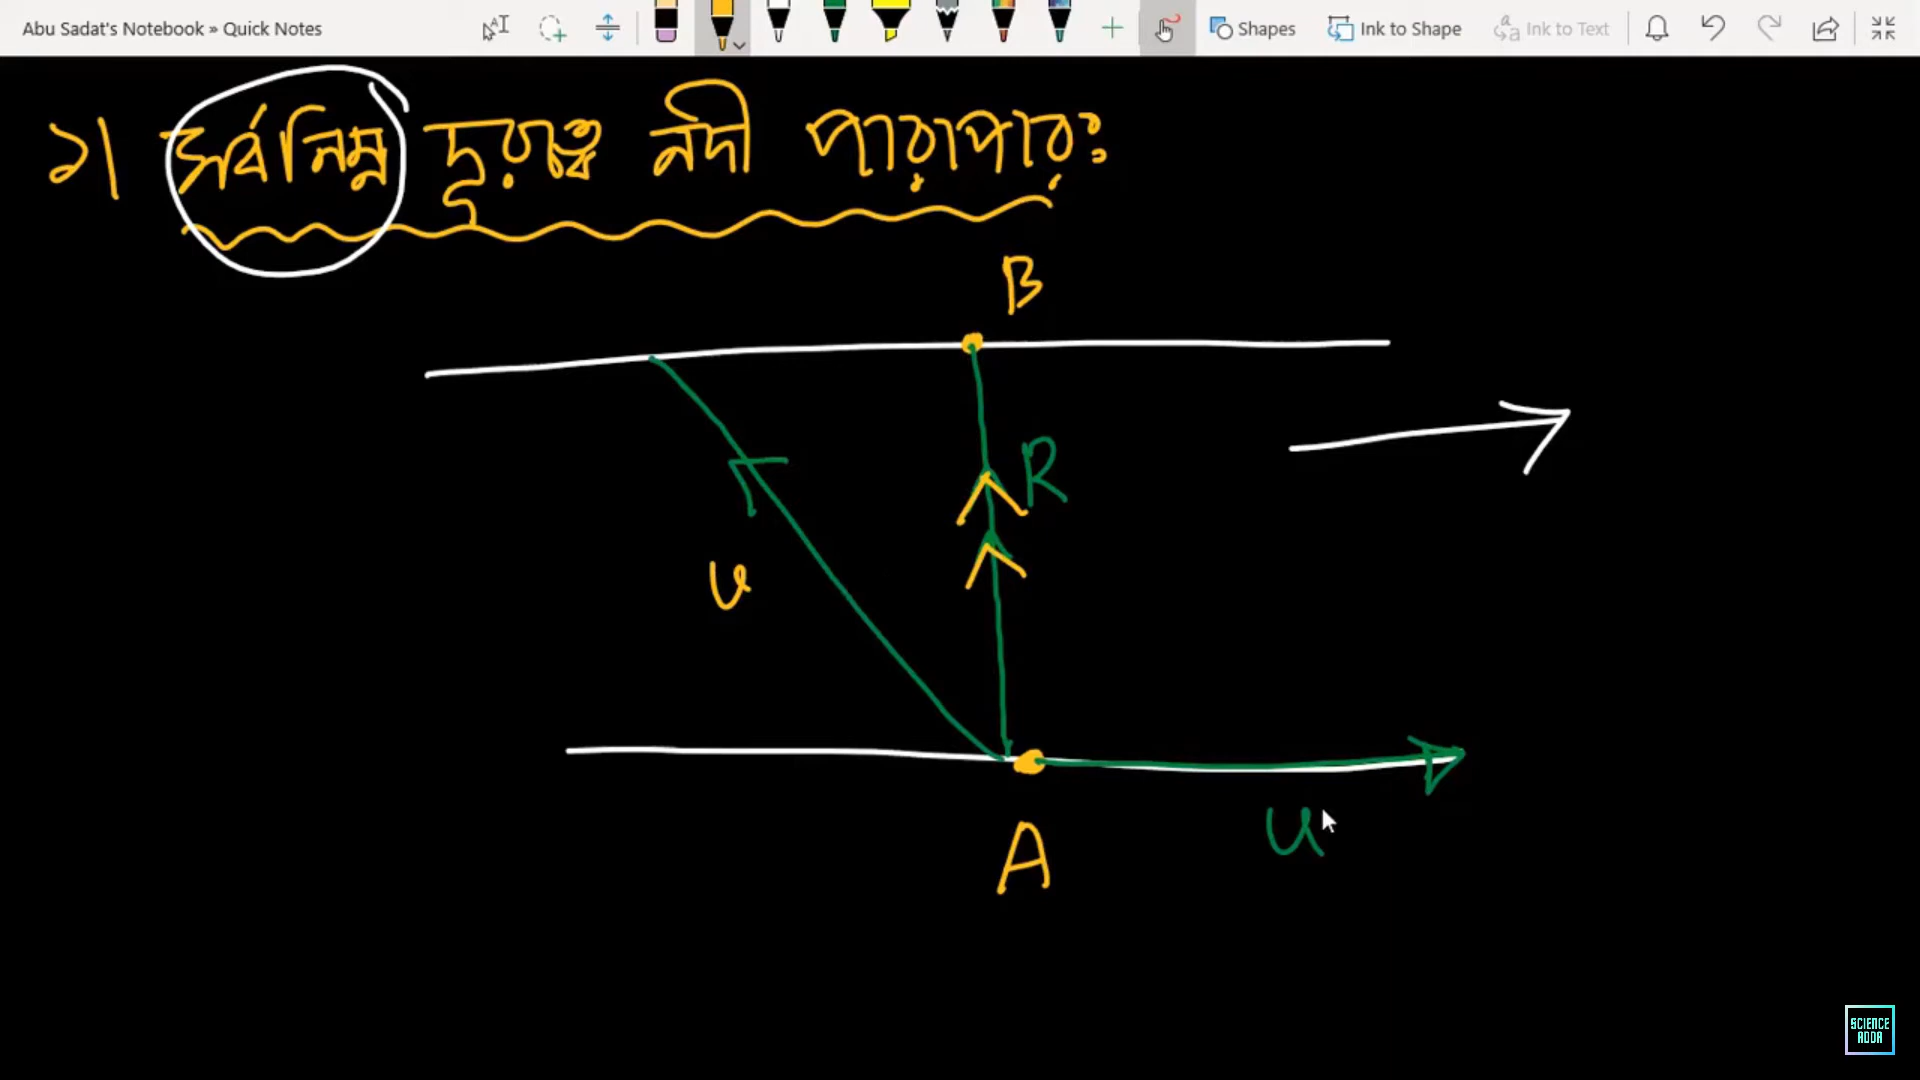 Abu Sadat's Notebook » Quick Notes
Shapes
Ink to Shape
Ink to Text
১। সর্বনিম্ন দূরত্বে নদী পারাপারঃ
B
R
v
A
u
SCIENCE
ADDA